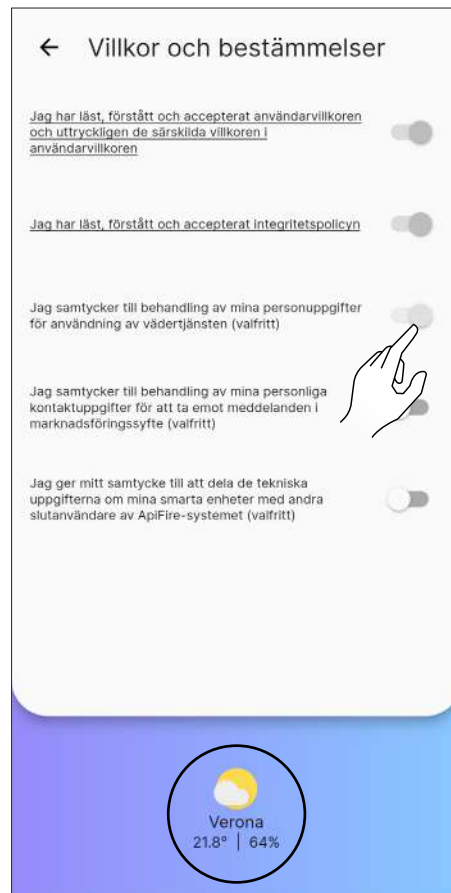 Villkor och bestämmelser
Jag har läst, förstått och accepterat användarvillkoren
och uttryckligen de särskilda villkoren i
användarvillkoren
Jag har läst, förstått och accepterat integritetspolicyn
Jag samtycker till behandling av mina personuppgifter
för användning av vädertjänsten (valfritt)
Jag samtycker till behandling av mina personliga
kontaktuppgifter för att ta emot meddelanden i
marknadsföringssyfte (valfritt)
Jag ger mitt samtycke till att dela de tekniska
uppgifterna om mina smarta enheter med andra
slutanvändare av ApiFire-systemet (valfritt)
Verona
21.8° | 64%